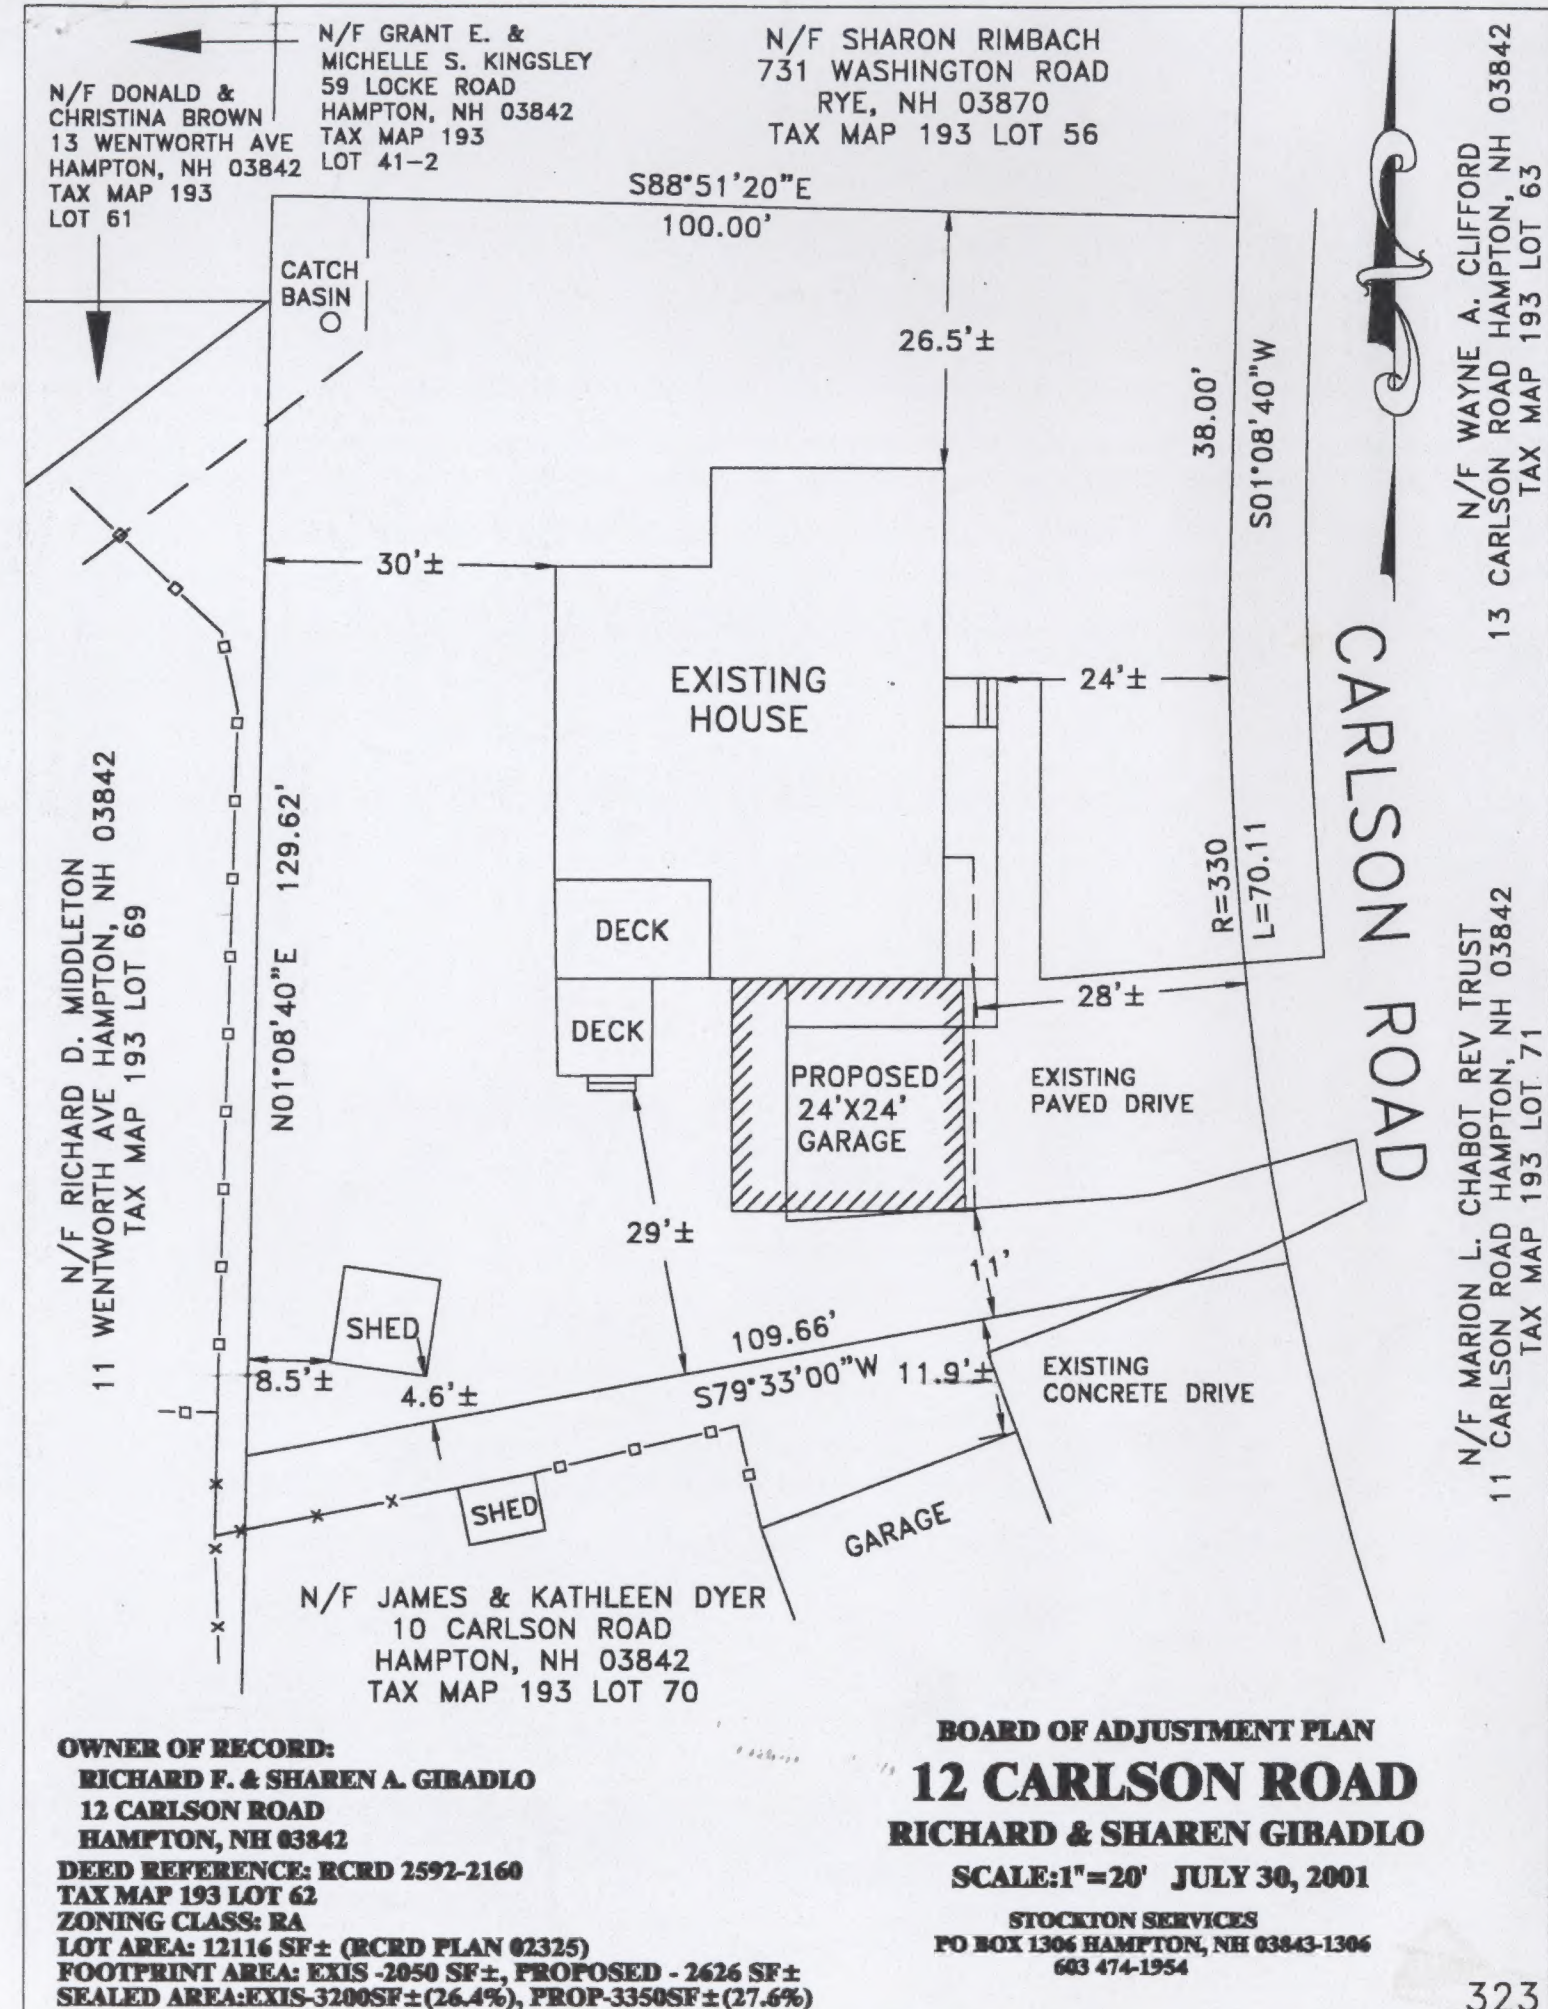 N/F GRANT E. &
MICHELLE S. KINGSLEY
59 LOCKE ROAD
HAMPTON, NH 03842
TAX MAP 193
LOT 41-2
N/F DONALD &
CHRISTINA BROWN
13 WENTWORTH AVE
HAMPTON, NH 03842
TAX MAP 193
LOT 61
N/F SHARON RIMBACH
731 WASHINGTON ROAD
RYE, NH 03870
TAX MAP 193 LOT 56
N/F WAYNE A. CLIFFORD
13 CARLSON ROAD HAMPTON, NH 03842
TAX MAP 193 LOT 63
S88°51'20"E
100.00'
CATCH
BASIN
26.5'±
38.00'
S01°08'40"W
30'±
EXISTING
HOUSE
24'±
CARLSON ROAD
N/F RICHARD D. MIDDLETON
11 WENTWORTH AVE HAMPTON, NH 03842
TAX MAP 193 LOT 69
N01°08'40"E 129.62'
R=330
L=70.11
DECK
DECK
28'±
PROPOSED
24'X24'
GARAGE
EXISTING
PAVED DRIVE
N/F MARION L. CHABOT REV TRUST
11 CARLSON ROAD HAMPTON, NH 03842
TAX MAP 193 LOT 71
29'±
11'
SHED
109.66'
S79°33'00"W
8.5'±
4.6'±
11.9'±
EXISTING
CONCRETE DRIVE
SHED
GARAGE
N/F JAMES & KATHLEEN DYER
10 CARLSON ROAD
HAMPTON, NH 03842
TAX MAP 193 LOT 70
OWNER OF RECORD:
RICHARD F. & SHAREN A. GIBADLO
12 CARLSON ROAD
HAMPTON, NH 03842
DEED REFERENCE: RCRD 2592-2160
TAX MAP 193 LOT 62
ZONING CLASS: RA
LOT AREA: 12116 SF± (RCRD PLAN 02325)
FOOTPRINT AREA: EXIS -2050 SF±, PROPOSED - 2626 SF±
SEALED AREA:EXIS-3200SF±(26.4%), PROP-3350SF±(27.6%)
BOARD OF ADJUSTMENT PLAN
12 CARLSON ROAD
RICHARD & SHAREN GIBADLO
SCALE:1"=20' JULY 30, 2001
STOCKTON SERVICES
PO BOX 1306 HAMPTON, NH 03843-1306
603 474-1954
323